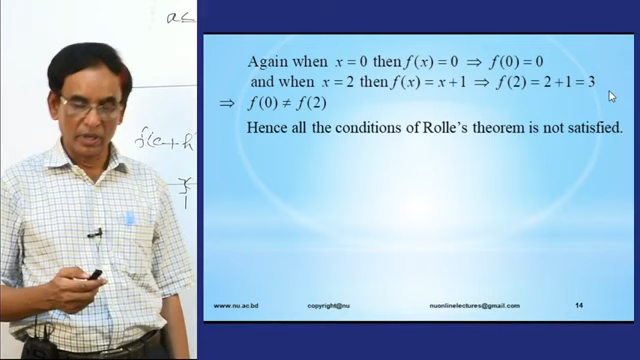 a ≤
f(c+h)
x
1
Again when x = 0 then f(x) = 0 ⇒ f(0) = 0
and when x = 2 then f(x) = x + 1 ⇒ f(2) = 2 + 1 = 3
⇒ f(0) ≠ f(2)
Hence all the conditions of Rolle's theorem is not satisfied.
www.nu.ac.bd copyright@nu nuonlinelectures@gmail.com 14